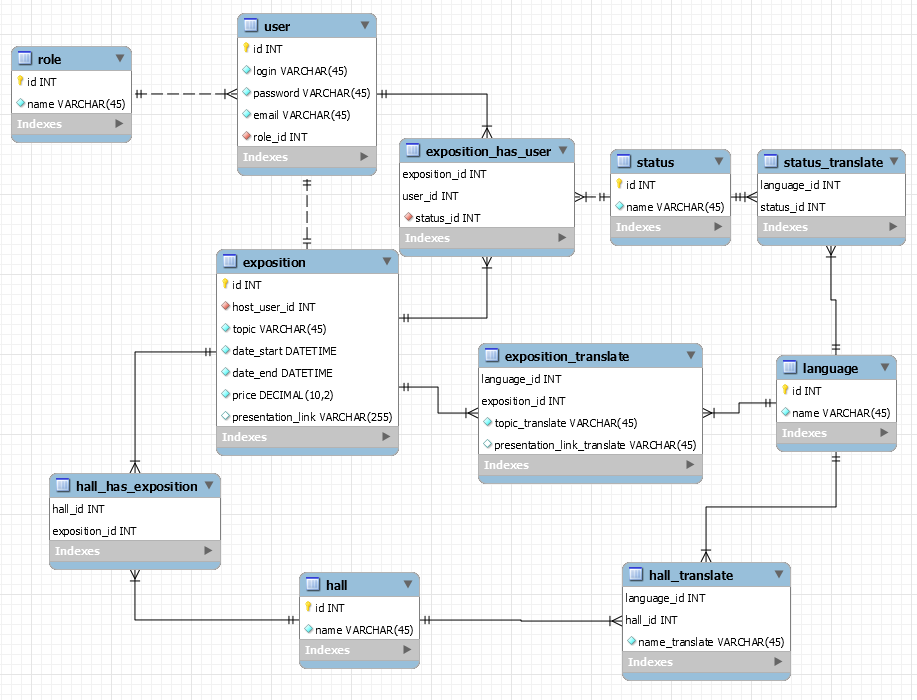 role
id INT
name VARCHAR(45)
Indexes
user
id INT
login VARCHAR(45)
password VARCHAR(45)
email VARCHAR(45)
role_id INT
Indexes
exposition_has_user
exposition_id INT
user_id INT
status_id INT
Indexes
status
id INT
name VARCHAR(45)
Indexes
status_translate
language_id INT
status_id INT
Indexes
exposition
id INT
host_user_id INT
topic VARCHAR(45)
date_start DATETIME
date_end DATETIME
price DECIMAL(10,2)
presentation_link VARCHAR(255)
Indexes
exposition_translate
language_id INT
exposition_id INT
topic_translate VARCHAR(45)
presentation_link_translate VARCHAR(45)
Indexes
language
id INT
name VARCHAR(45)
Indexes
hall_has_exposition
hall_id INT
exposition_id INT
Indexes
hall
id INT
name VARCHAR(45)
Indexes
hall_translate
language_id INT
hall_id INT
name_translate VARCHAR(45)
Indexes